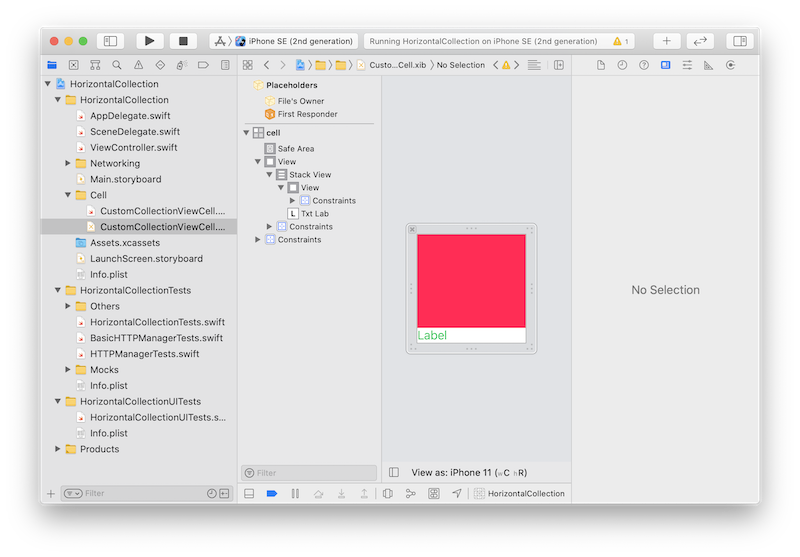 iPhone SE (2nd generation)
Running HorizontalCollection on iPhone SE (2nd generation)
1
Custo...Cell.xib
No Selection
HorizontalCollection
HorizontalCollection
AppDelegate.swift
SceneDelegate.swift
ViewController.swift
Networking
Main.storyboard
Cell
CustomCollectionViewCell....
CustomCollectionViewCell....
Assets.xcassets
LaunchScreen.storyboard
Info.plist
HorizontalCollectionTests
Others
HorizontalCollectionTests.swift
BasicHTTPManagerTests.swift
HTTPManagerTests.swift
Mocks
Info.plist
HorizontalCollectionUITests
HorizontalCollectionUITests.s...
Info.plist
Products
Filter
Placeholders
File's Owner
First Responder
cell
Safe Area
View
Stack View
View
Constraints
L Txt Lab
Constraints
Constraints
Filter
Label
View as: iPhone 11 (wC hR)
HorizontalCollection
No Selection